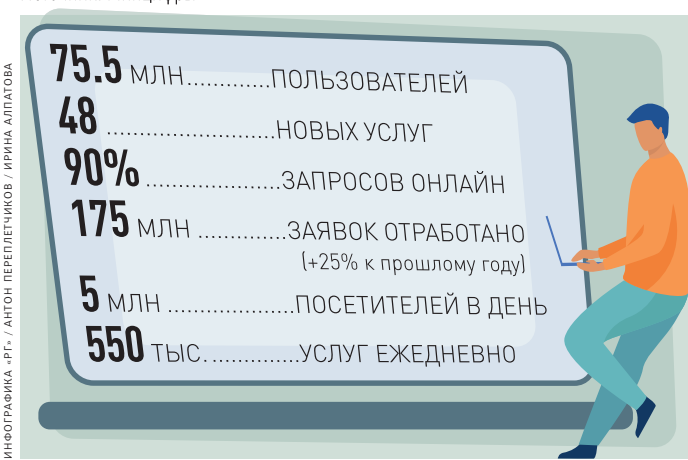 75.5 МЛН.............ПОЛЬЗОВАТЕЛЕЙ
48 ..........................НОВЫХ УСЛУГ
90% .....................ЗАПРОСОВ ОНЛАЙН
175 МЛН ..............ЗАЯВОК ОТРАБОТАНО
(+25% к прошлому году)
5 МЛН ...................ПОСЕТИТЕЛЕЙ В ДЕНЬ
550 ТЫС. ..............УСЛУГ ЕЖЕДНЕВНО
ИНФОГРАФИКА «РГ» / АНТОН ПЕРЕПЛЕТЧИКОВ / ИРИНА АЛПАТОВА